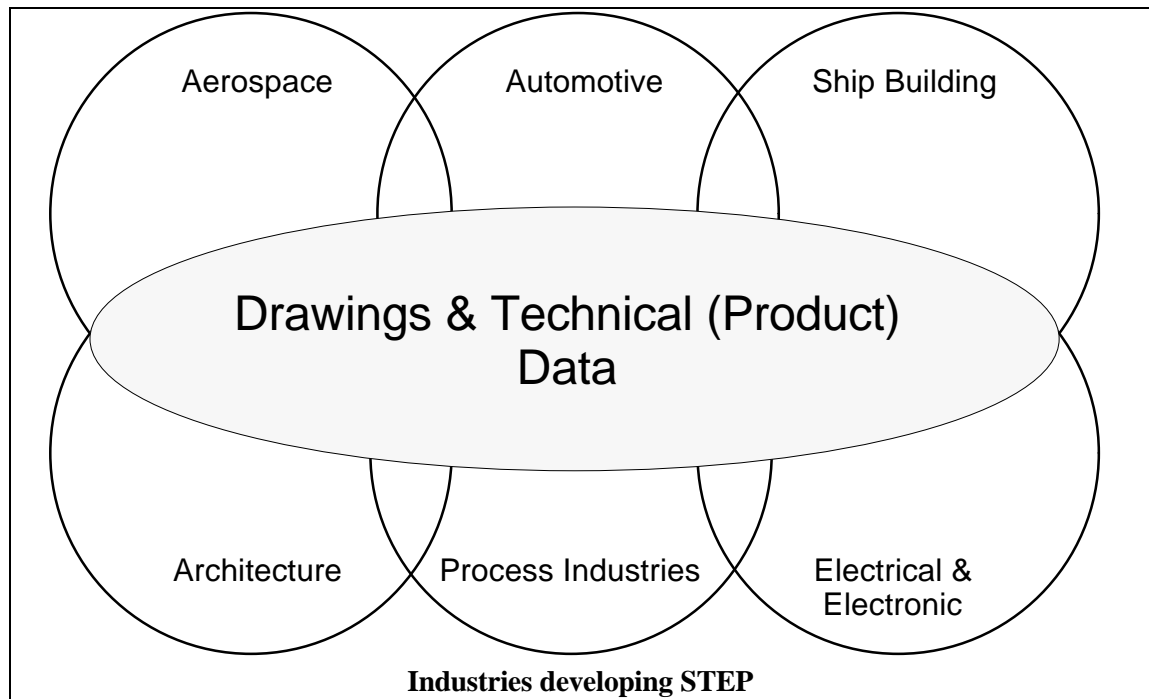 Aerospace
Automotive
Ship Building
Drawings & Technical (Product)
Data
Architecture
Process Industries
Electrical &
Electronic
Industries developing STEP